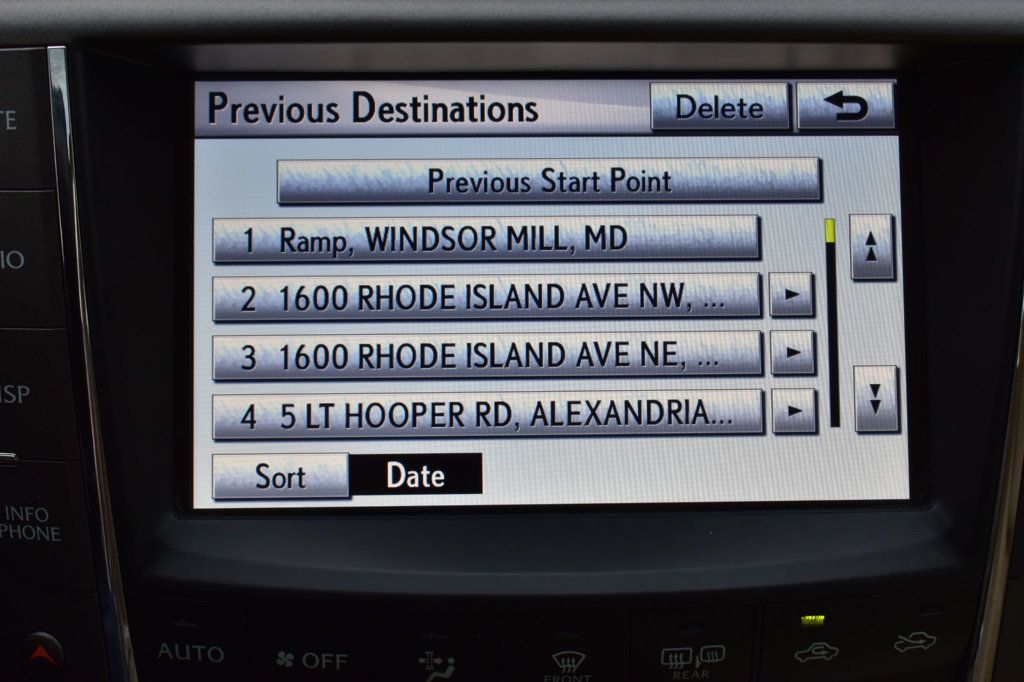 Previous Destinations Delete
Previous Start Point
1 Ramp, WINDSOR MILL, MD
2 1600 RHODE ISLAND AVE NW, ...
3 1600 RHODE ISLAND AVE NE, ...
4 5 LT HOOPER RD, ALEXANDRIA...
Sort Date
INFO
PHONE
AUTO
OFF
FRONT
REAR